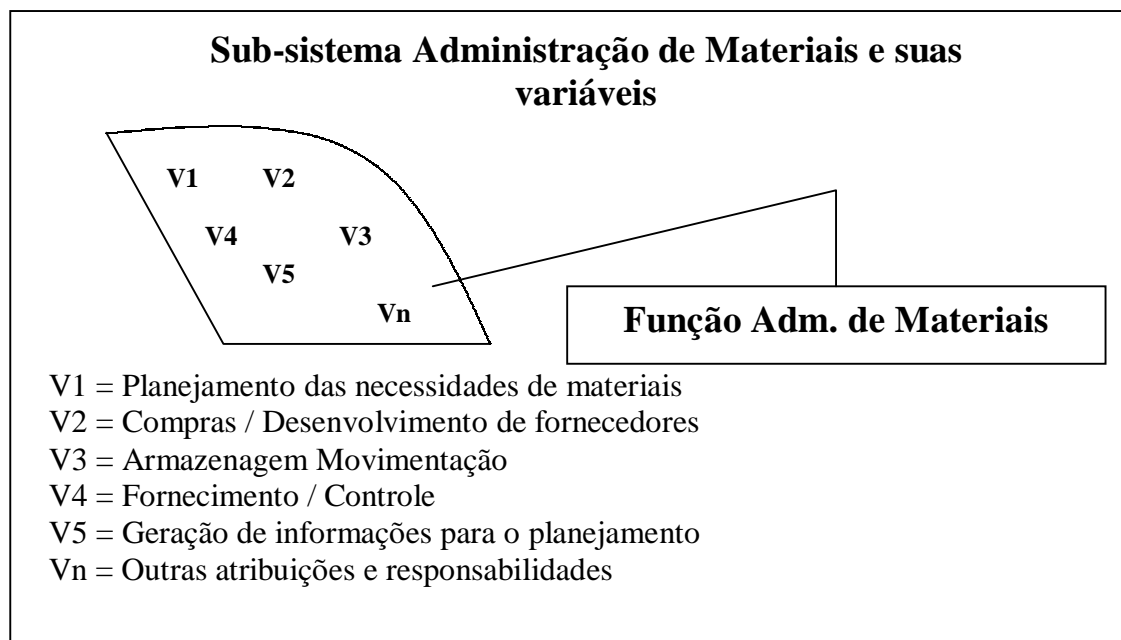 Sub-sistema Administração de Materiais e suas
variáveis
V1 V2
V4 V3
V5
Vn
Função Adm. de Materiais
V1 = Planejamento das necessidades de materiais
V2 = Compras / Desenvolvimento de fornecedores
V3 = Armazenagem Movimentação
V4 = Fornecimento / Controle
V5 = Geração de informações para o planejamento
Vn = Outras atribuições e responsabilidades